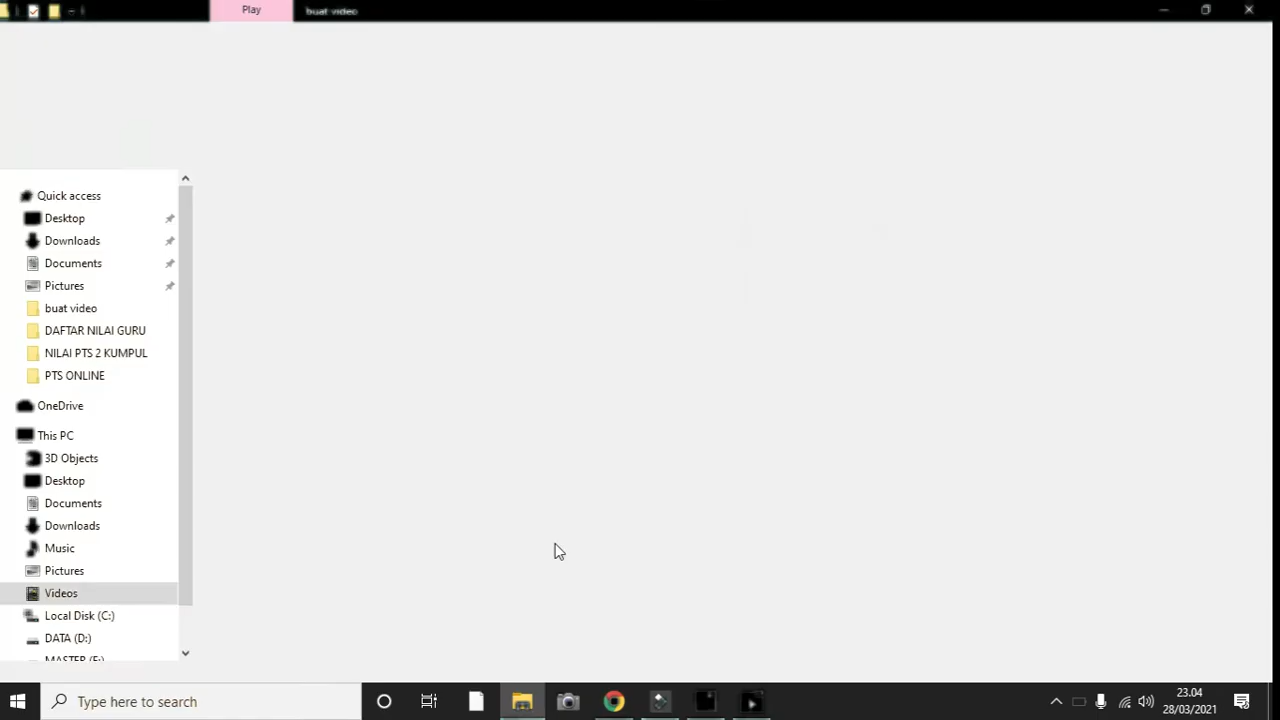 Play
buat video
Quick access
Desktop
Downloads
Documents
Pictures
buat video
DAFTAR NILAI GURU
NILAI PTS 2 KUMPUL
PTS ONLINE
OneDrive
This PC
3D Objects
Desktop
Documents
Downloads
Music
Pictures
Videos
Local Disk (C:)
DATA (D:)
MASTER (E:)
Type here to search
23.04
28/03/2021